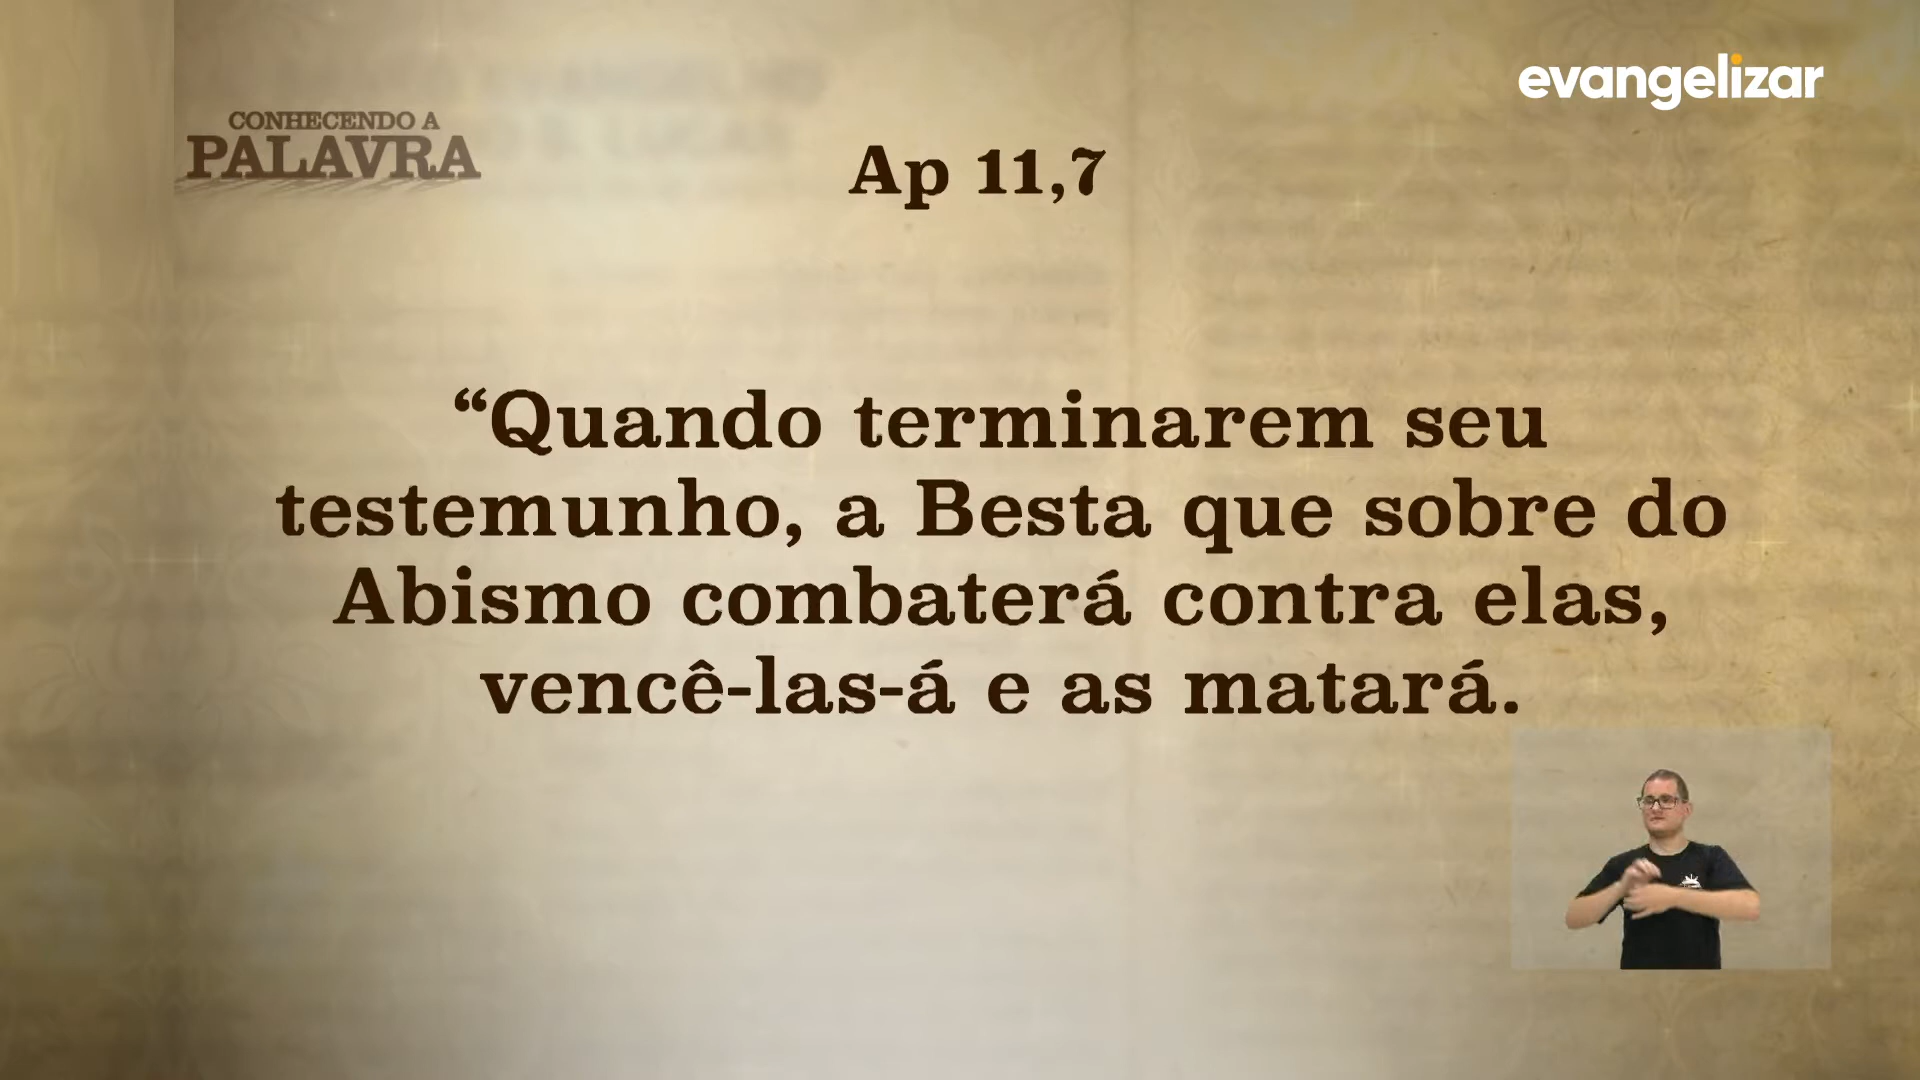 evangelizar
CONHECENDO A
PALAVRA
Ap 11,7
“Quando terminarem seu
testemunho, a Besta que sobre do
Abismo combaterá contra elas,
vencê-las-á e as matará.